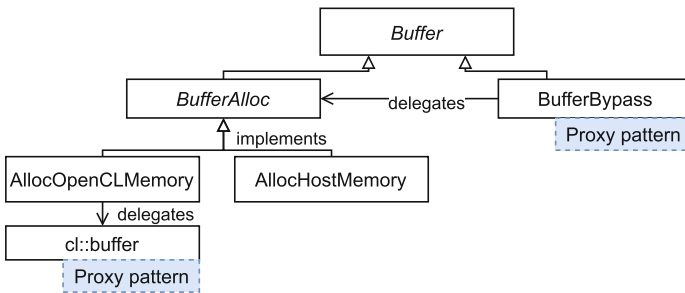 Buffer
BufferAlloc
delegates
BufferBypass
Proxy pattern
implements
AllocOpenCLMemory
AllocHostMemory
delegates
cl::buffer
Proxy pattern